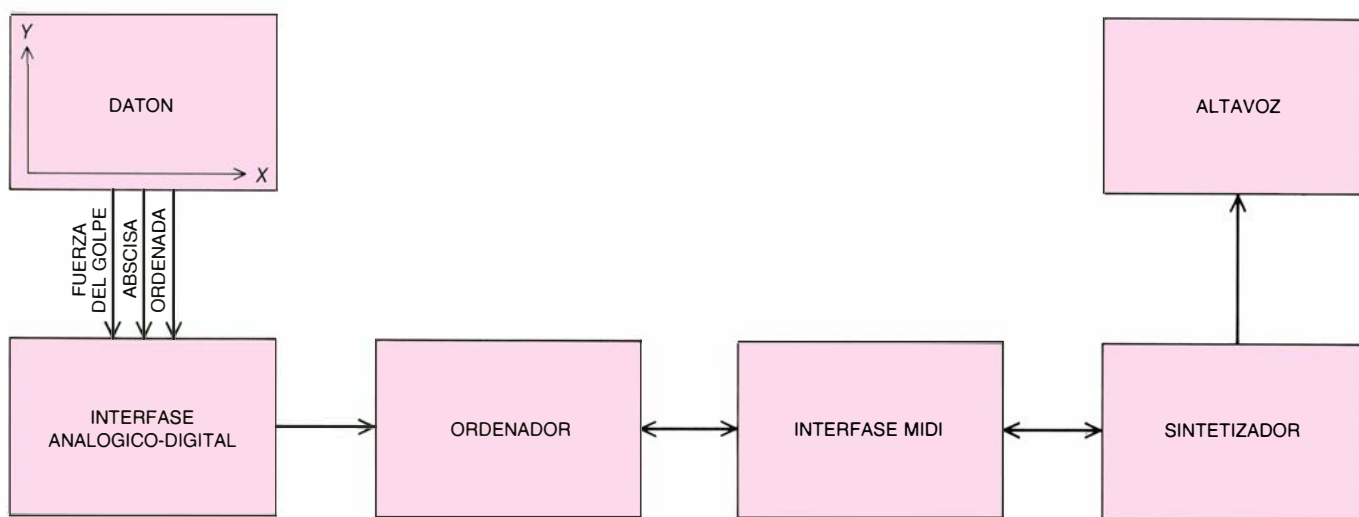 Y
DATON
X
ALTAVOZ
FUERZA
DEL GOLPE
ABSCISA
ORDENADA
INTERFASE
ANALOGICO-DIGITAL
ORDENADOR
INTERFASE MIDI
SINTETIZADOR